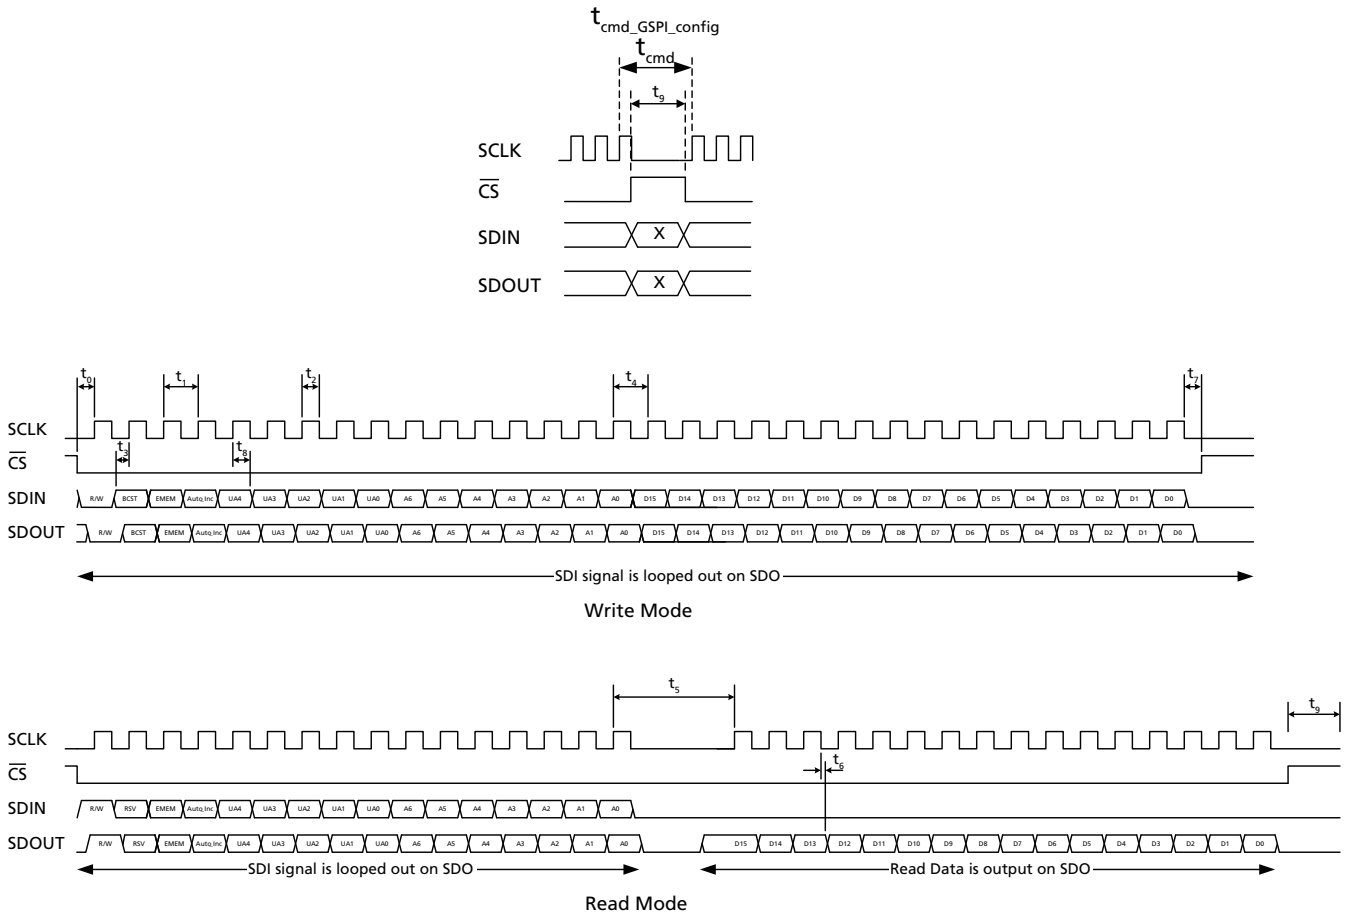 tcmd_GSPI_config
tcmd
t9
SCLK
CS
SDIN X
SDOUT X
t0 t1 t2 t4 t7
SCLK
t3 t8
CS
SDIN R/W BCST EMEM Auto_Inc UA4 UA3 UA2 UA1 UA0 A6 A5 A4 A3 A2 A1 A0 D15 D14 D13 D12 D11 D10 D9 D8 D7 D6 D5 D4 D3 D2 D1 D0
SDOUT R/W BCST EMEM Auto_Inc UA4 UA3 UA2 UA1 UA0 A6 A5 A4 A3 A2 A1 A0 D15 D14 D13 D12 D11 D10 D9 D8 D7 D6 D5 D4 D3 D2 D1 D0
SDI signal is looped out on SDO
Write Mode
t5
t9
SCLK
t6
CS
SDIN R/W RSV EMEM Auto_Inc UA4 UA3 UA2 UA1 UA0 A6 A5 A4 A3 A2 A1 A0
SDOUT R/W RSV EMEM Auto_Inc UA4 UA3 UA2 UA1 UA0 A6 A5 A4 A3 A2 A1 A0 D15 D14 D13 D12 D11 D10 D9 D8 D7 D6 D5 D4 D3 D2 D1 D0
SDI signal is looped out on SDO Read Data is output on SDO
Read Mode